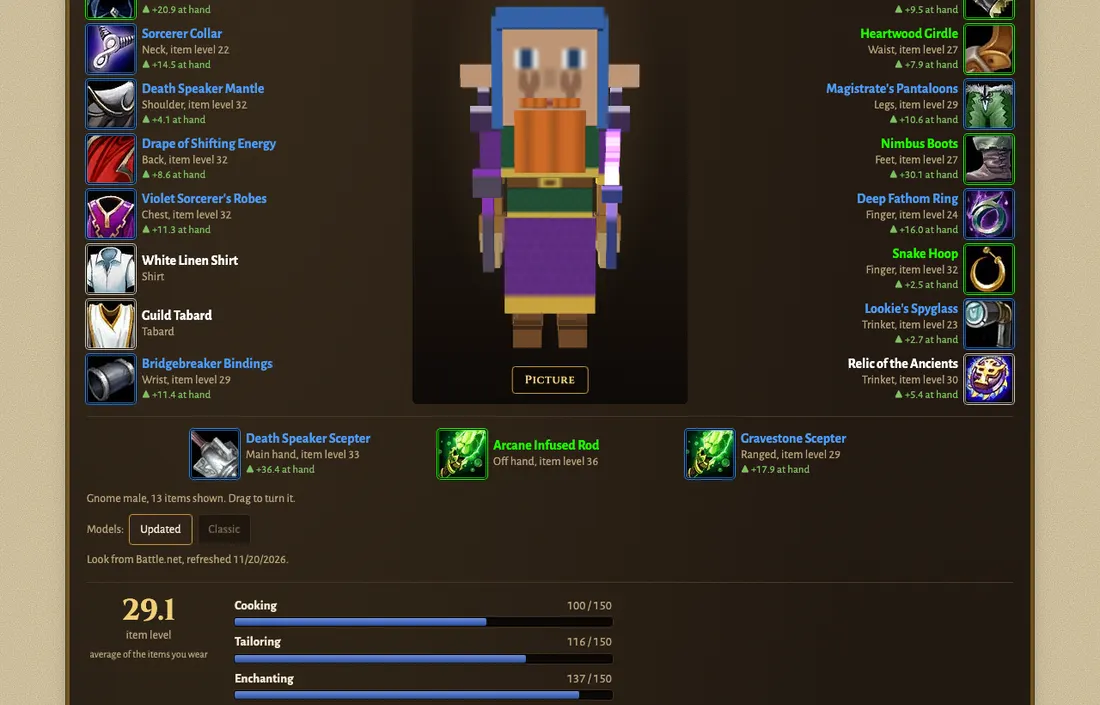 +20.9 at hand
Sorcerer Collar
Neck, item level 22
+14.5 at hand
Death Speaker Mantle
Shoulder, item level 32
+4.1 at hand
Drape of Shifting Energy
Back, item level 32
+8.6 at hand
Violet Sorcerer's Robes
Chest, item level 32
+11.3 at hand
White Linen Shirt
Shirt
Guild Tabard
Tabard
Bridgebreaker Bindings
Wrist, item level 29
+11.4 at hand
Picture
+9.5 at hand
Heartwood Girdle
Waist, item level 27
+7.9 at hand
Magistrate's Pantaloons
Legs, item level 29
+10.6 at hand
Nimbus Boots
Feet, item level 27
+30.1 at hand
Deep Fathom Ring
Finger, item level 24
+16.0 at hand
Snake Hoop
Finger, item level 32
+2.5 at hand
Lookie's Spyglass
Trinket, item level 23
+2.7 at hand
Relic of the Ancients
Trinket, item level 30
+5.4 at hand
Death Speaker Scepter
Main hand, item level 33
+36.4 at hand
Arcane Infused Rod
Off hand, item level 36
Gravestone Scepter
Ranged, item level 29
+17.9 at hand
Gnome male, 13 items shown. Drag to turn it.
Models: Updated Classic
Look from Battle.net, refreshed 11/20/2026.
29.1
item level
average of the items you wear
Cooking 100 / 150
Tailoring 116 / 150
Enchanting 137 / 150